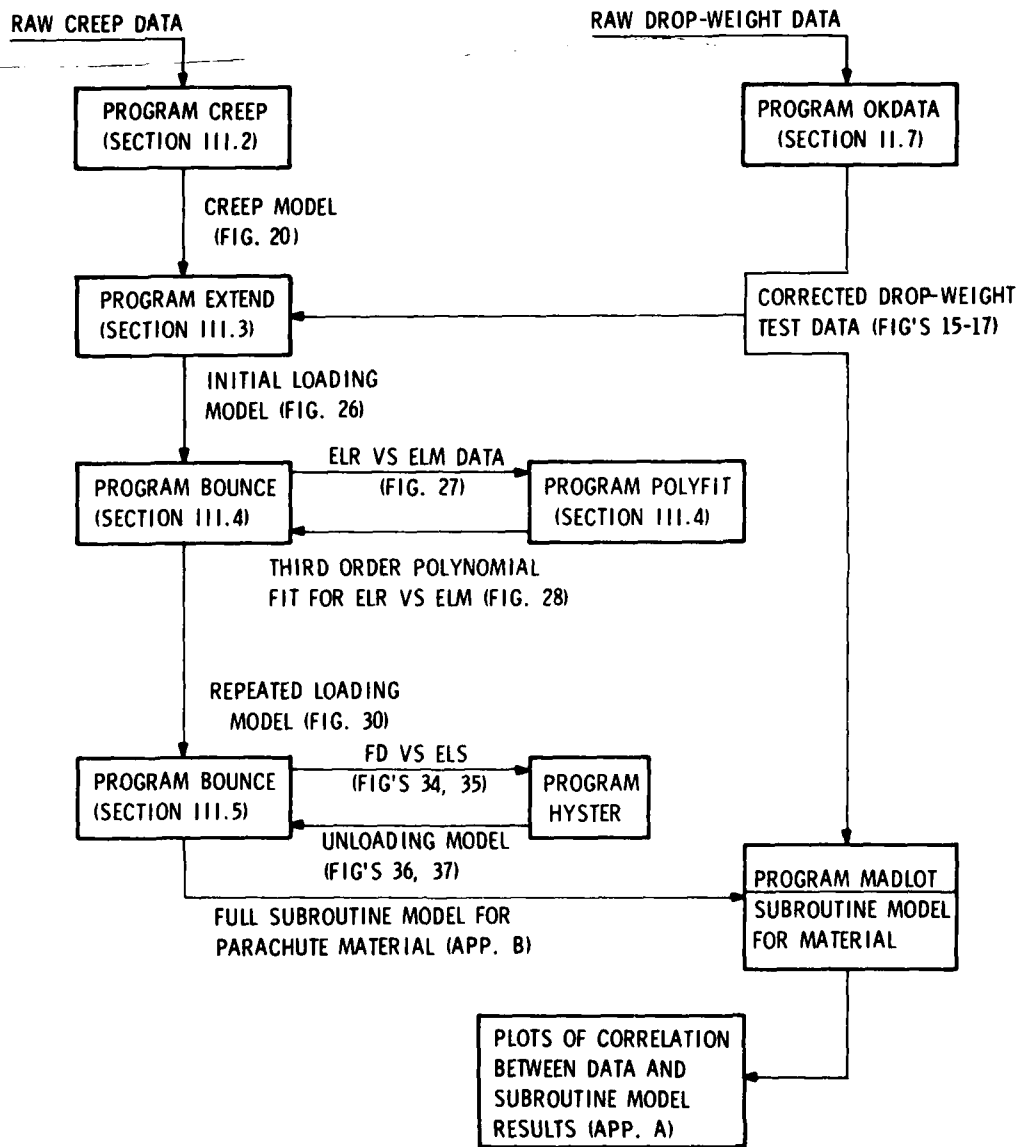 RAW CREEP DATA
RAW DROP-WEIGHT DATA
PROGRAM CREEP
(SECTION III.2)
PROGRAM OKDATA
(SECTION II.7)
CREEP MODEL
(FIG. 20)
PROGRAM EXTEND
(SECTION III.3)
CORRECTED DROP-WEIGHT
TEST DATA (FIG'S 15-17)
INITIAL LOADING
MODEL (FIG. 26)
PROGRAM BOUNCE
(SECTION III.4)
ELR VS ELM DATA
(FIG. 27)
PROGRAM POLYFIT
(SECTION III.4)
THIRD ORDER POLYNOMIAL
FIT FOR ELR VS ELM (FIG. 28)
REPEATED LOADING
MODEL (FIG. 30)
PROGRAM BOUNCE
(SECTION III.5)
FD VS ELS
(FIG'S 34, 35)
PROGRAM
HYSTER
UNLOADING MODEL
(FIG'S 36, 37)
FULL SUBROUTINE MODEL FOR
PARACHUTE MATERIAL (APP. B)
PROGRAM MADLOT
SUBROUTINE MODEL
FOR MATERIAL
PLOTS OF CORRELATION
BETWEEN DATA AND
SUBROUTINE MODEL
RESULTS (APP. A)